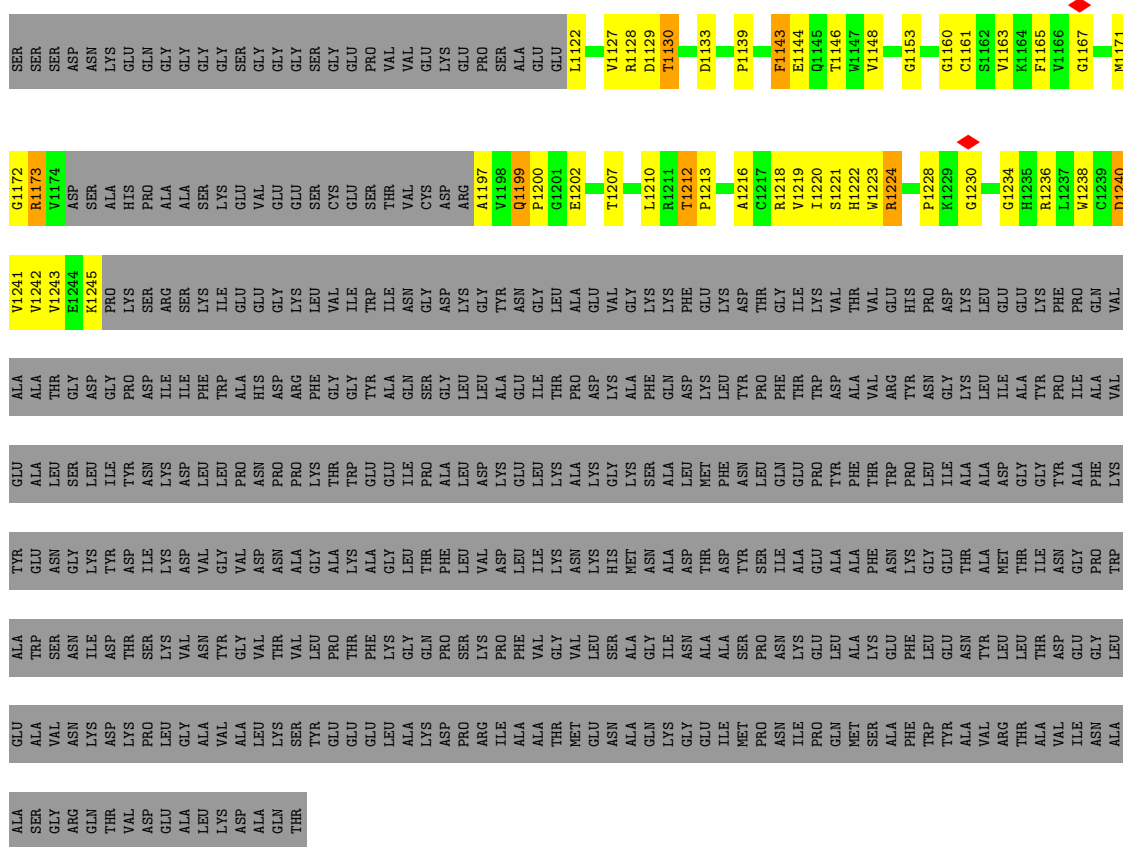 SER SER SER ASP ASN LYS GLU GLN GLY GLY GLY GLY SER GLY GLY GLY GLY SER GLY GLU PRO VAL VAL GLU LYS GLU PRO SER ALA GLU GLU L1122 V1127 R1128 D1129 T1130 D1133 P1139 F1143 E1144 Q1145 T1146 W1147 V1148 G1153 G1160 C1161 S1162 V1163 K1164 F1165 V1166 G1167 M1171
G1172 R1173 V1174 ASP SER ALA HIS PRO ALA ALA SER LYS GLU VAL GLU GLU SER CYS GLU SER THR VAL CYS ASP ARG A1197 V1198 Q1199 P1200 G1201 E1202 T1207 L1210 R1211 T1212 P1213 A1216 C1217 R1218 V1219 I1220 S1221 H1222 W1223 R1224 P1228 K1229 G1230 G1234 H1235 R1236 L1237 W1238 C1239 D1240
V1241 V1242 V1243 E1244 K1245 PRO LYS SER ARG SER LYS ILE GLU GLU GLY LYS LEU VAL ILE TRP ILE ASN GLY ASP LYS GLY TYR ASN GLY LEU ALA GLU VAL GLY LYS LYS PHE GLU LYS ASP THR GLY ILE LYS VAL THR VAL GLU HIS PRO ASP LYS LEU GLU GLU LYS PHE PRO GLN VAL
ALA ALA THR GLY ASP GLY PRO ASP ILE ILE PHE TRP ALA HIS ASP ARG PHE GLY GLY TYR ALA GLN SER GLY LEU LEU ALA GLU ILE THR PRO ASP LYS ALA PHE GLN ASP LYS LEU TYR PRO PHE THR TRP ASP ALA VAL ARG TYR ASN GLY LYS LEU ILE ALA TYR PRO ILE ALA VAL
GLU ALA LEU SER LEU ILE TYR ASN LYS ASP LEU LEU PRO ASN PRO PRO LYS THR TRP GLU GLU ILE PRO ALA LEU ASP LYS GLU LEU LYS ALA LYS GLY LYS SER ALA LEU MET PHE ASN LEU GLN GLU PRO TYR PHE THR TRP PRO LEU ILE ALA ALA ASP GLY GLY TYR ALA PHE LYS
TYR GLU ASN GLY LYS TYR ASP ILE LYS ASP VAL GLY VAL ASP ASN ALA GLY ALA LYS ALA GLY LEU THR PHE LEU VAL ASP LEU ILE LYS ASN LYS HIS MET ASN ALA ASP THR ASP TYR SER ILE ALA GLU ALA ALA PHE ASN LYS GLY GLU THR ALA MET THR ILE ASN GLY PRO TRP
ALA TRP SER ASN ILE ASP THR SER LYS VAL ASN TYR GLY VAL THR VAL LEU PRO THR PHE LYS GLY GLN PRO SER LYS PRO PHE VAL GLY VAL LEU SER ALA GLY ILE ASN ALA ALA SER PRO ASN LYS GLU LEU ALA LYS GLU PHE LEU GLU ASN TYR LEU LEU THR ASP GLU GLY LEU
GLU ALA VAL ASN LYS ASP LYS PRO LEU GLY ALA VAL ALA LEU LYS SER TYR GLU GLU GLU LEU ALA LYS ASP PRO ARG ILE ALA ALA THR MET GLU ASN ALA GLN LYS GLY GLU ILE MET PRO ASN ILE PRO GLN MET SER ALA PHE TRP TYR ALA VAL ARG THR ALA VAL ILE ASN ALA
ALA SER GLY ARG GLN THR VAL ASP GLU ALA LEU LYS ASP ALA GLN THR